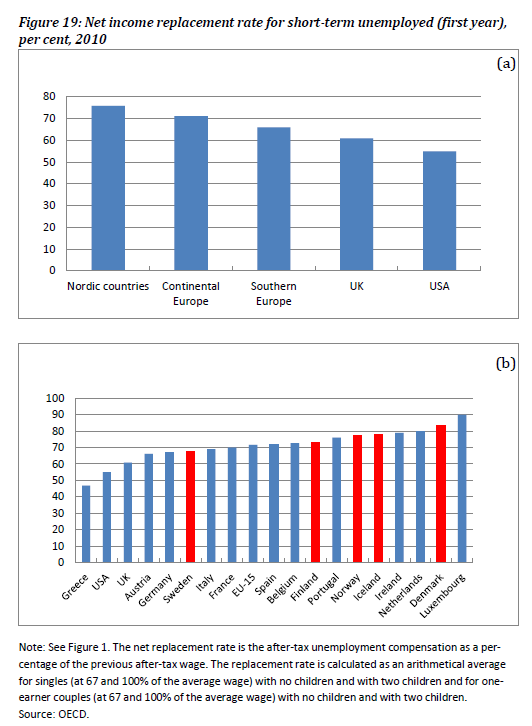 Figure 19: Net income replacement rate for short-term unemployed (first year),
per cent, 2010
(a)
80
70
60
50
40
30
20
10
0
Nordic countries
Continental
Europe
Southern
Europe
UK
USA
(b)
100
90
80
70
60
50
40
30
20
10
0
Greece
USA
UK
Austria
Germany
Sweden
Italy
France
EU-15
Spain
Belgium
Finland
Portugal
Norway
Iceland
Ireland
Netherlands
Denmark
Luxembourg
Note: See Figure 1. The net replacement rate is the after-tax unemployment compensation as a per-
centage of the previous after-tax wage. The replacement rate is calculated as an arithmetical average
for singles (at 67 and 100% of the average wage) with no children and with two children and for one-
earner couples (at 67 and 100% of the average wage) with no children and with two children.
Source: OECD.